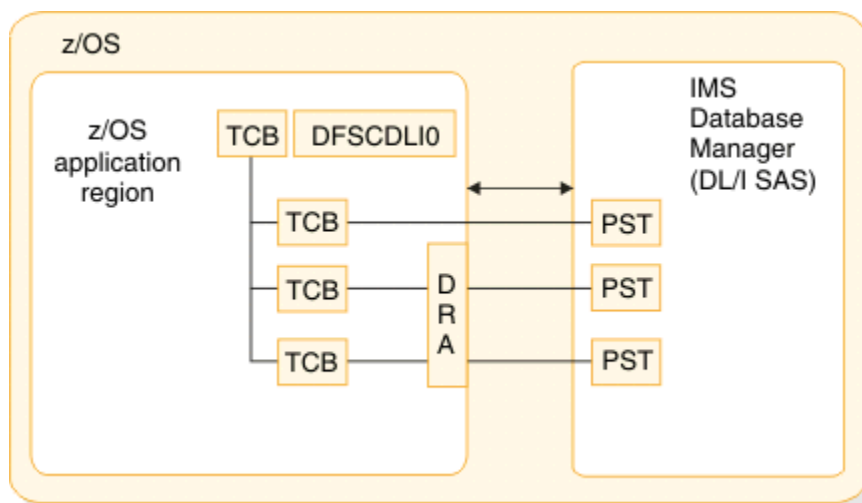 z/OS
z/OS
application
region
TCB
DFSCDLI0
IMS
Database
Manager
(DL/I SAS)
TCB
PST
TCB
D
R
A
PST
TCB
PST